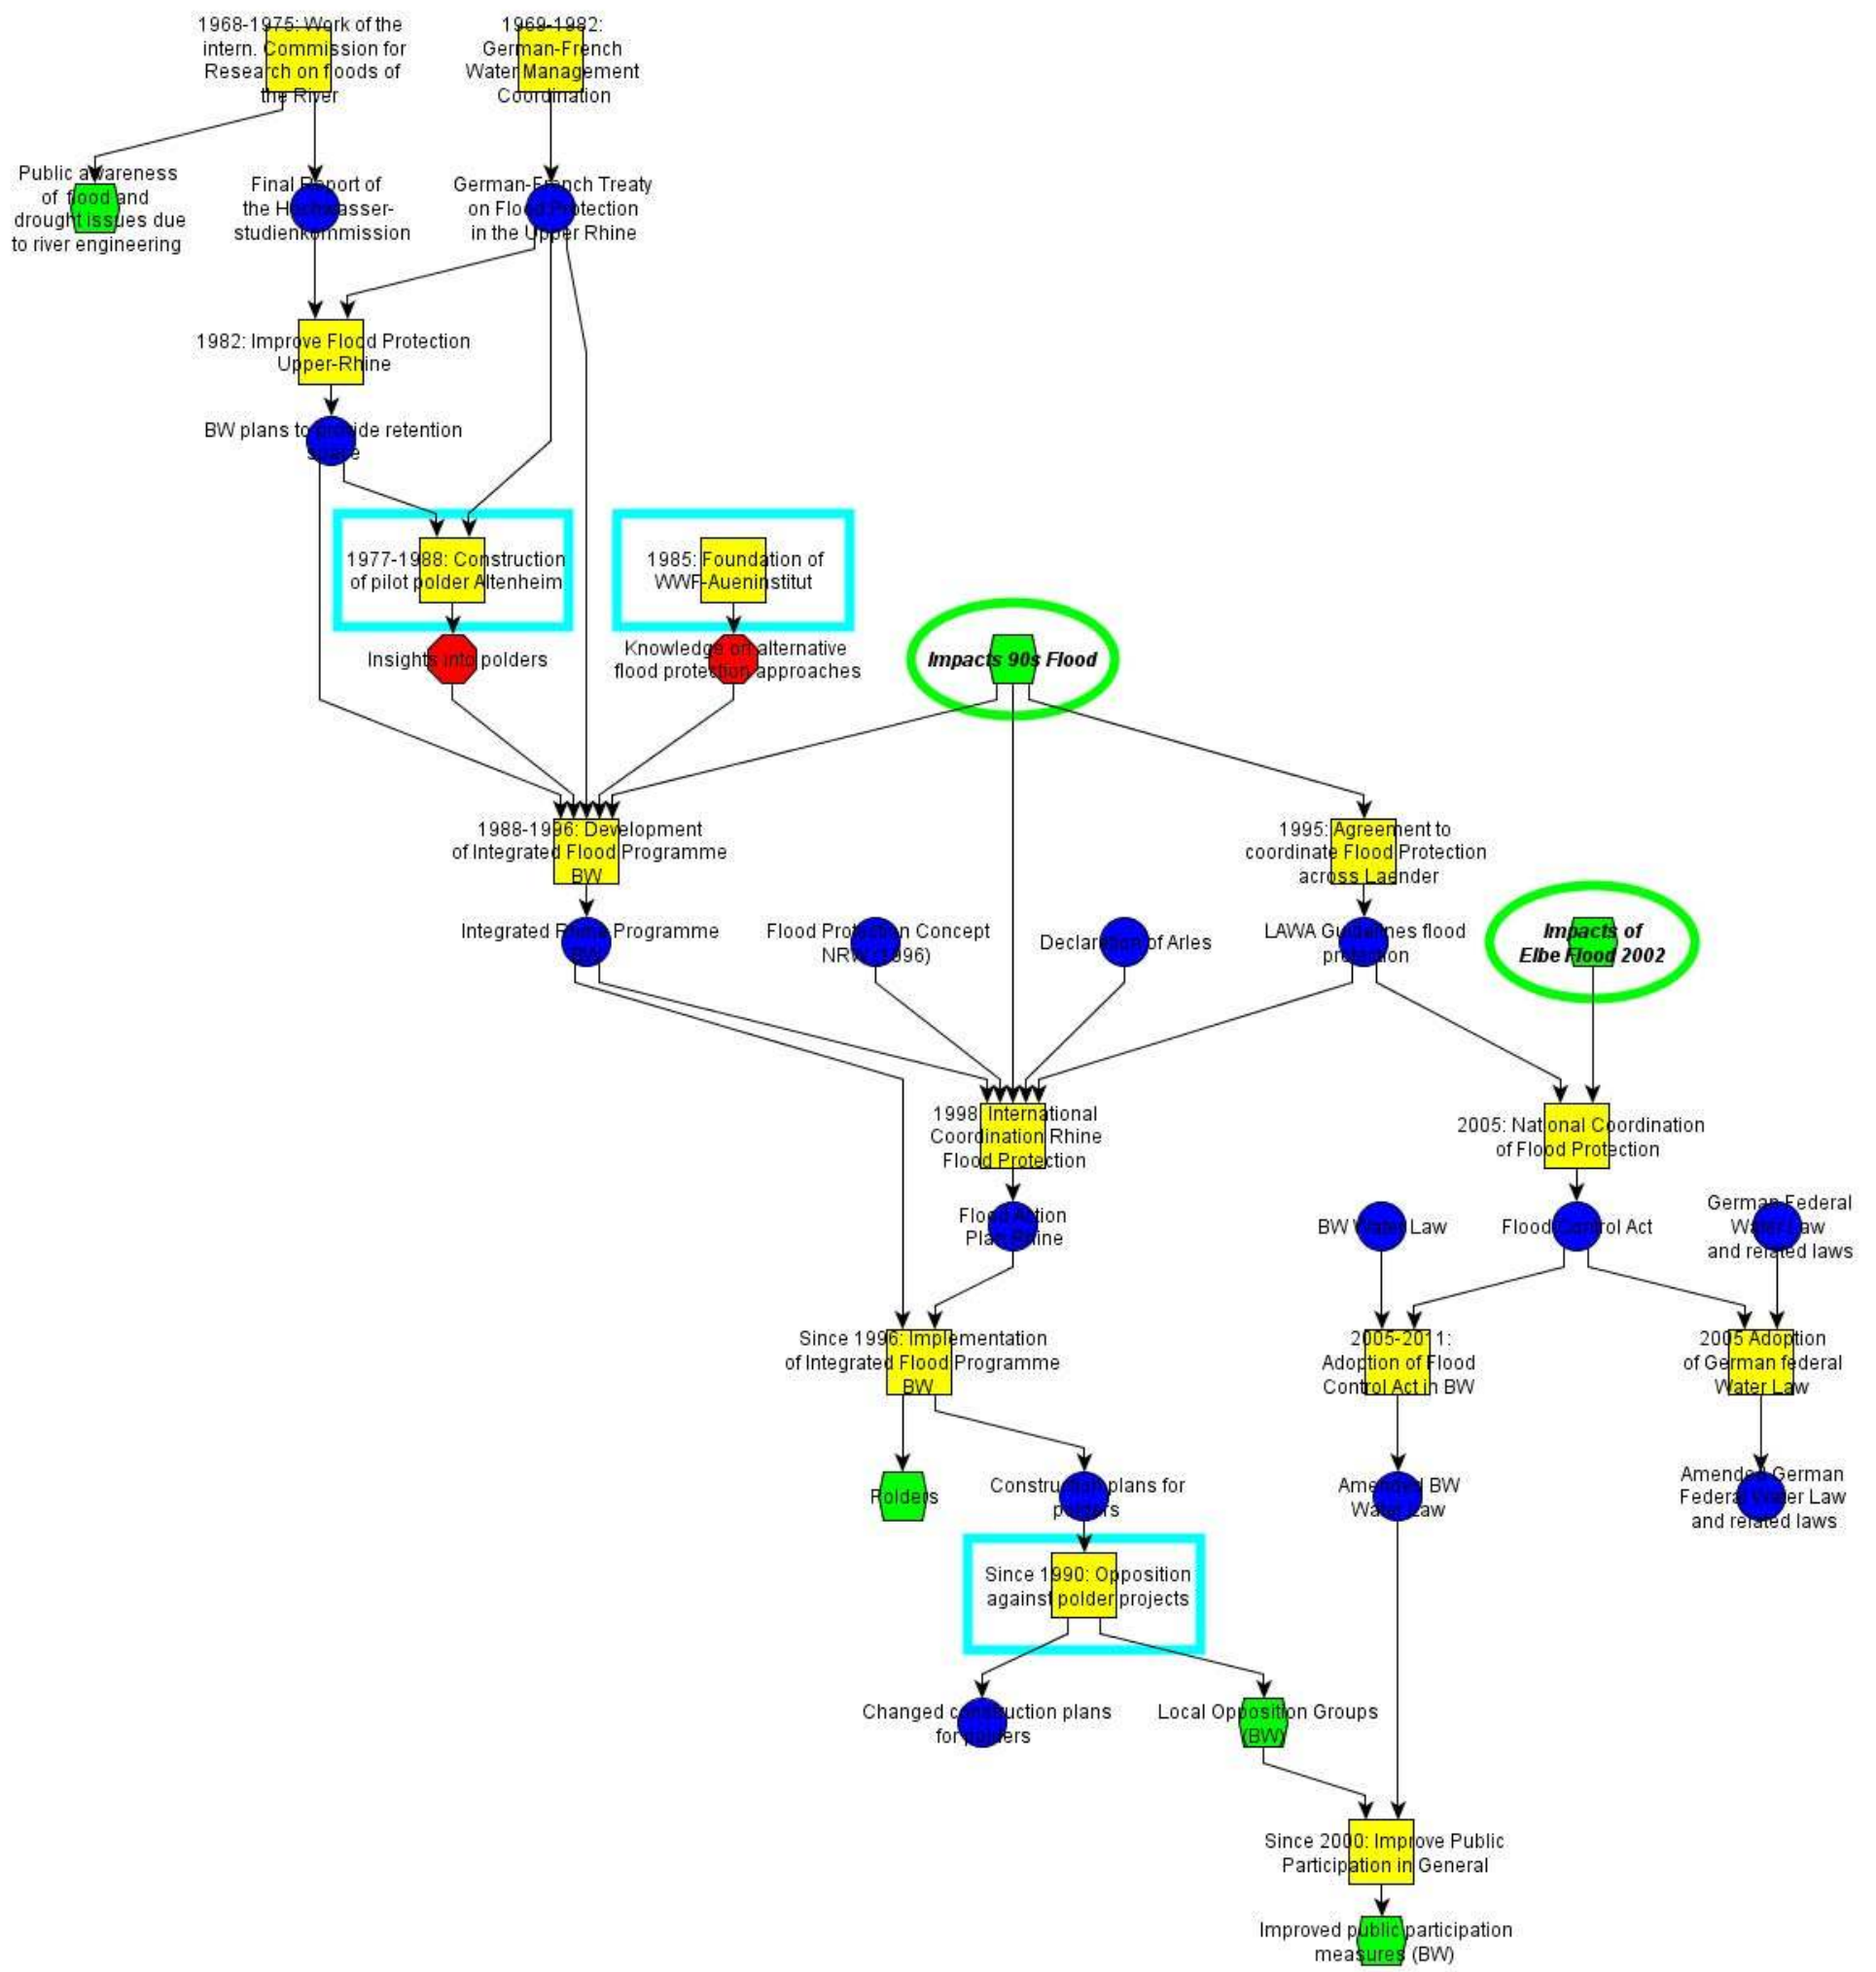 1968-1975: Work of the
intern. Commission for
Research on floods of
the River
1969-1982:
German-French
Water Management
Coordination
Public awareness
of flood and
drought issues due
to river engineering
Final Report of
the Hochwasser-
studienkommission
German-French Treaty
on Flood Protection
in the Upper Rhine
1982: Improve Flood Protection
Upper-Rhine
BW plans to provide retention
space
1977-1988: Construction
of pilot polder Altenheim
1985: Foundation of
WWF-Aueninstitut
Insights into polders
Knowledge on alternative
flood protection approaches
Impacts 90s Flood
1988-1996: Development
of Integrated Flood Programme
BW
1995: Agreement to
coordinate Flood Protection
across Laender
Integrated Rhine Programme
BW
Flood Protection Concept
NRW (1996)
Declaration of Arles
LAWA Guidelines flood
protection
Impacts of
Elbe Flood 2002
1998: International
Coordination Rhine
Flood Protection
2005: National Coordination
of Flood Protection
Flood Action
Plan Rhine
BW Water Law
Flood Control Act
German Federal
Water Law
and related laws
Since 1996: Implementation
of Integrated Flood Programme
BW
2005-2011:
Adoption of Flood
Control Act in BW
2005 Adoption
of German federal
Water Law
Polders
Construction plans for
polders
Amended BW
Water Law
Amended German
Federal Water Law
and related laws
Since 1990: Opposition
against polder projects
Changed construction plans
for polders
Local Opposition Groups
(BW)
Since 2000: Improve Public
Participation in General
Improved public participation
measures (BW)